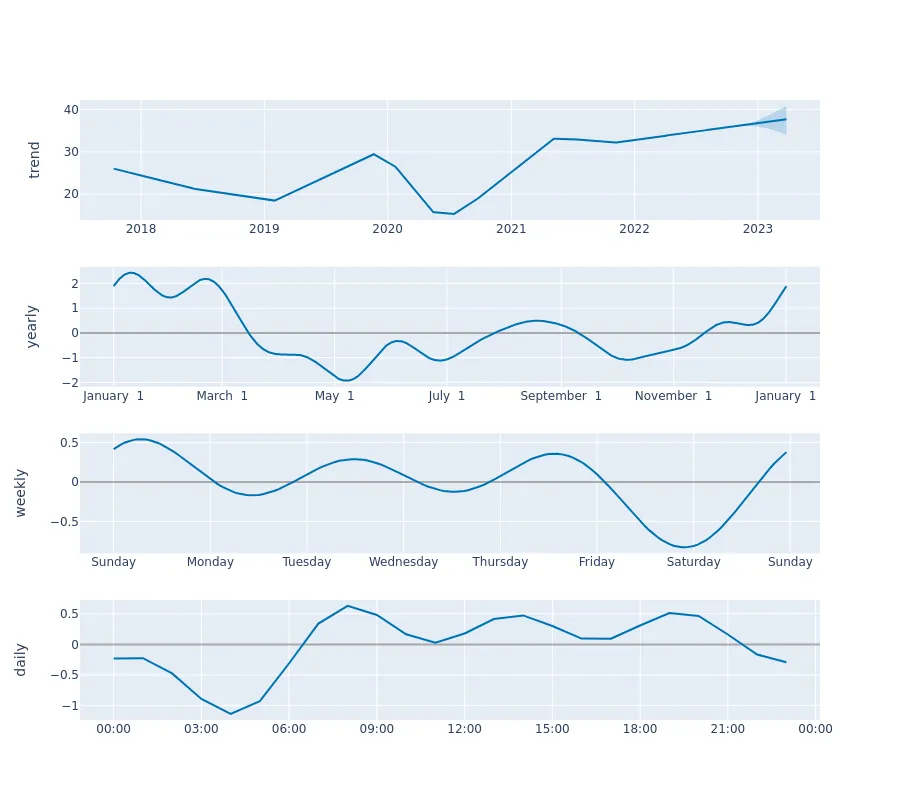 trend
40
30
20
2018 2019 2020 2021 2022 2023
yearly
2
1
0
−1
−2
January 1 March 1 May 1 July 1 September 1 November 1 January 1
weekly
0.5
0
−0.5
Sunday Monday Tuesday Wednesday Thursday Friday Saturday Sunday
daily
0.5
0
−0.5
−1
00:00 03:00 06:00 09:00 12:00 15:00 18:00 21:00 00:00